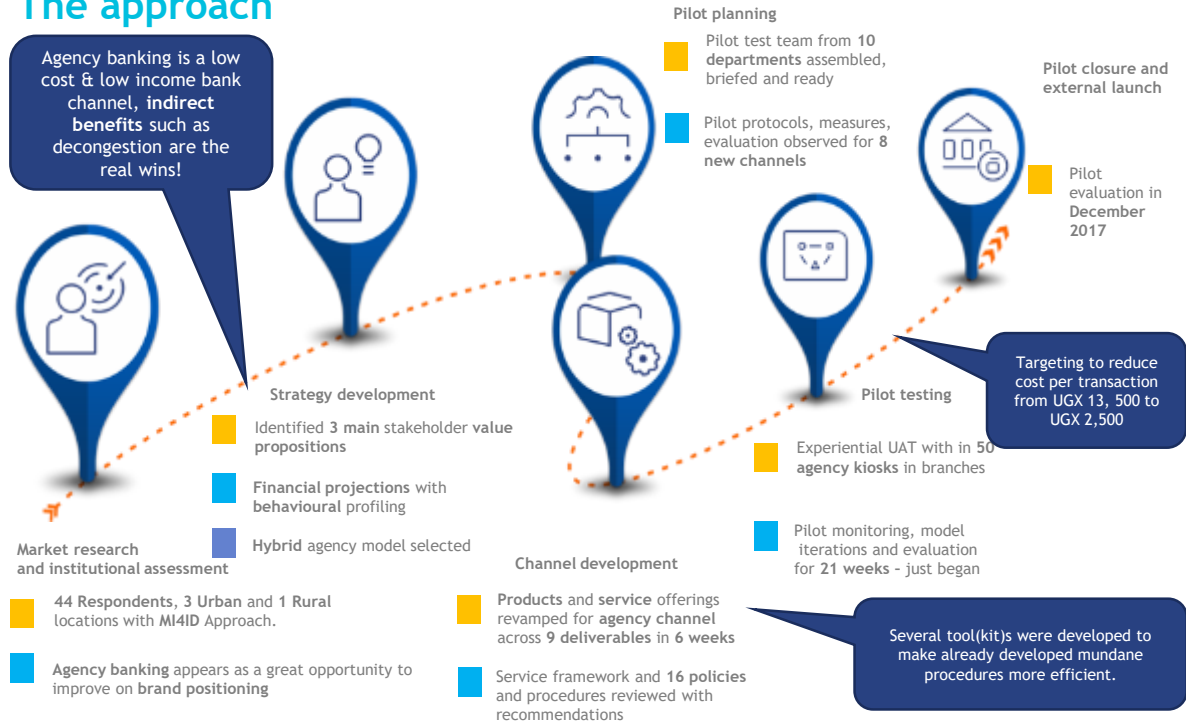 The approach
Agency banking is a low
cost & low income bank
channel, indirect
benefits such as
decongestion are the
real wins!
Market research
and institutional assessment
44 Respondents, 3 Urban and 1 Rural
locations with MI4ID Approach.
Agency banking appears as a great opportunity to
improve on brand positioning
Strategy development
Identified 3 main stakeholder value
propositions
Financial projections with
behavioural profiling
Hybrid agency model selected
Channel development
Products and service offerings
revamped for agency channel
across 9 deliverables in 6 weeks
Service framework and 16 policies
and procedures reviewed with
recommendations
Several tool(kit)s were developed to
make already developed mundane
procedures more efficient.
Pilot planning
Pilot test team from 10
departments assembled,
briefed and ready
Pilot protocols, measures,
evaluation observed for 8
new channels
Pilot testing
Experiential UAT with in 50
agency kiosks in branches
Pilot monitoring, model
iterations and evaluation
for 21 weeks – just began
Targeting to reduce
cost per transaction
from UGX 13, 500 to
UGX 2,500
Pilot closure and
external launch
Pilot
evaluation in
December
2017